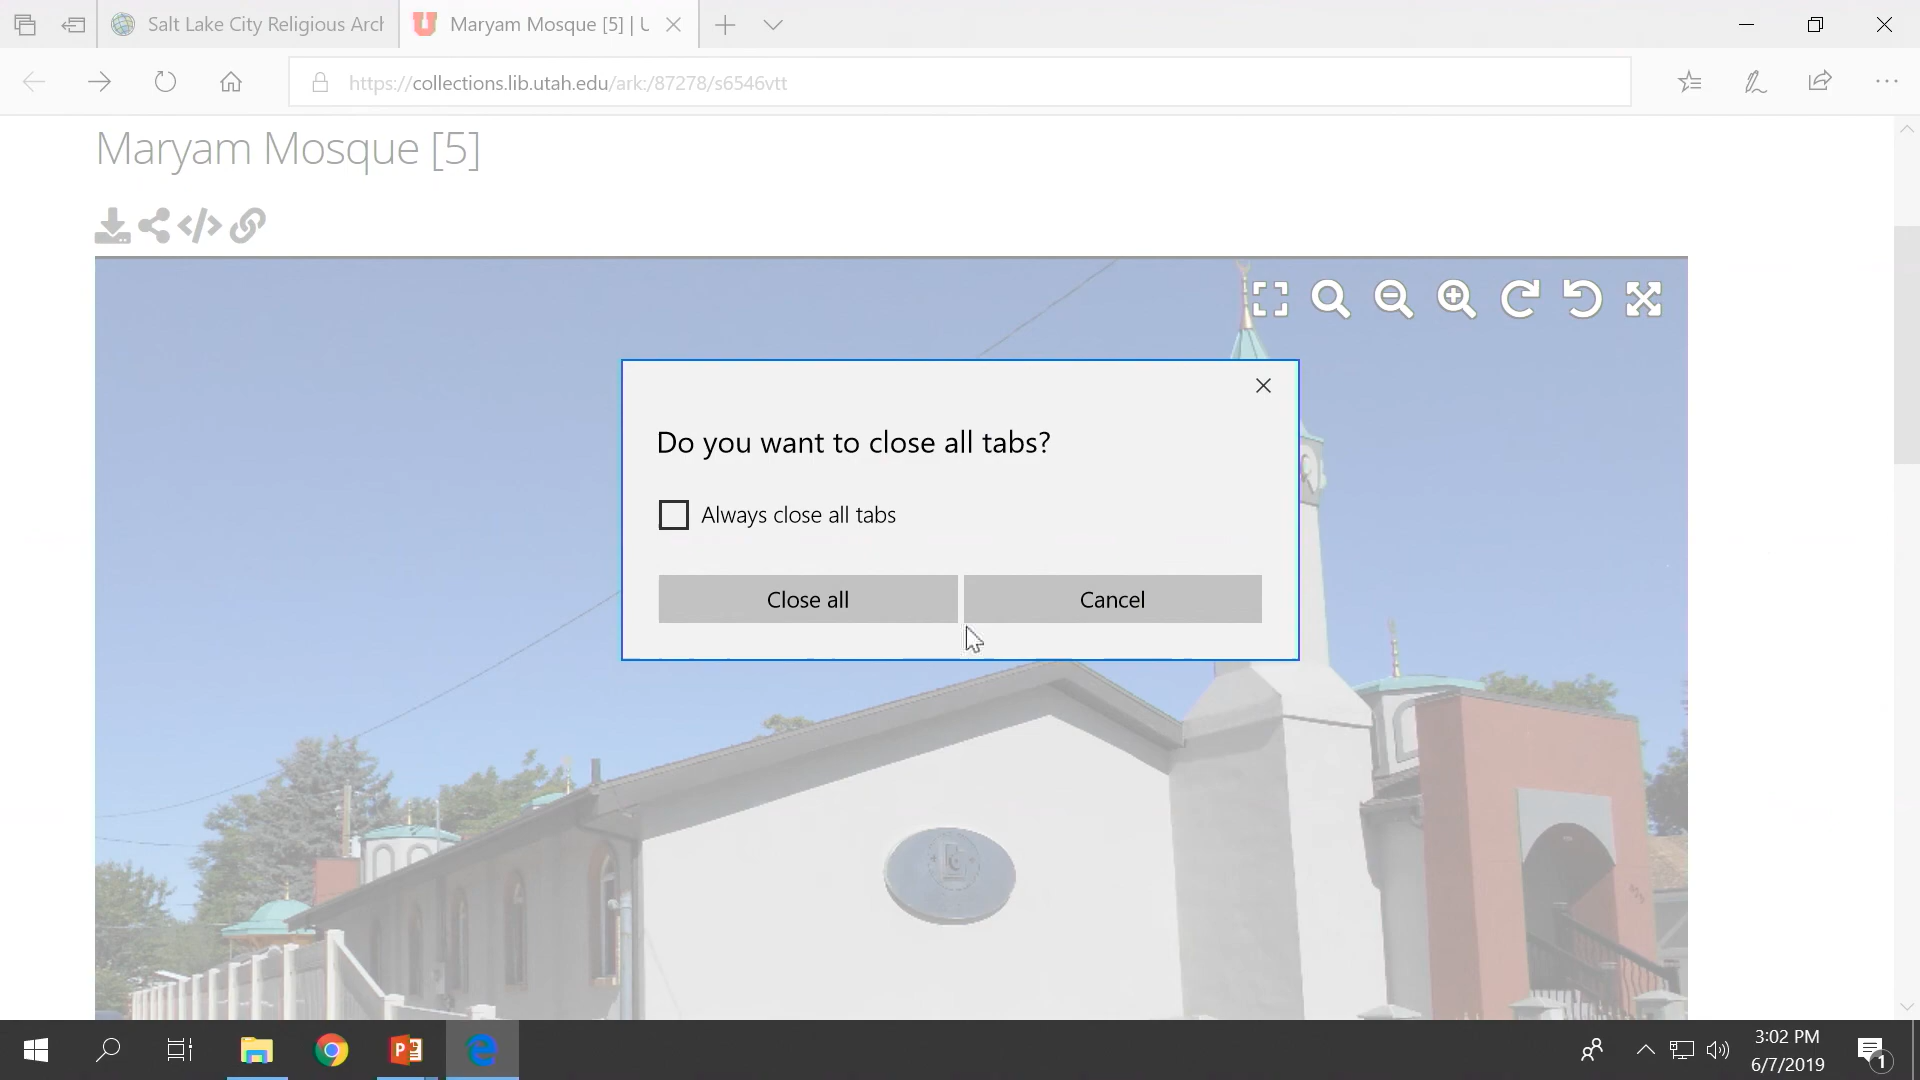 Salt Lake City Religious Arch
Maryam Mosque [5] | U
https://collections.lib.utah.edu/ark:/87278/s6546vtt
Maryam Mosque [5]
Do you want to close all tabs?
Always close all tabs
Close all
Cancel
3:02 PM
6/7/2019
1